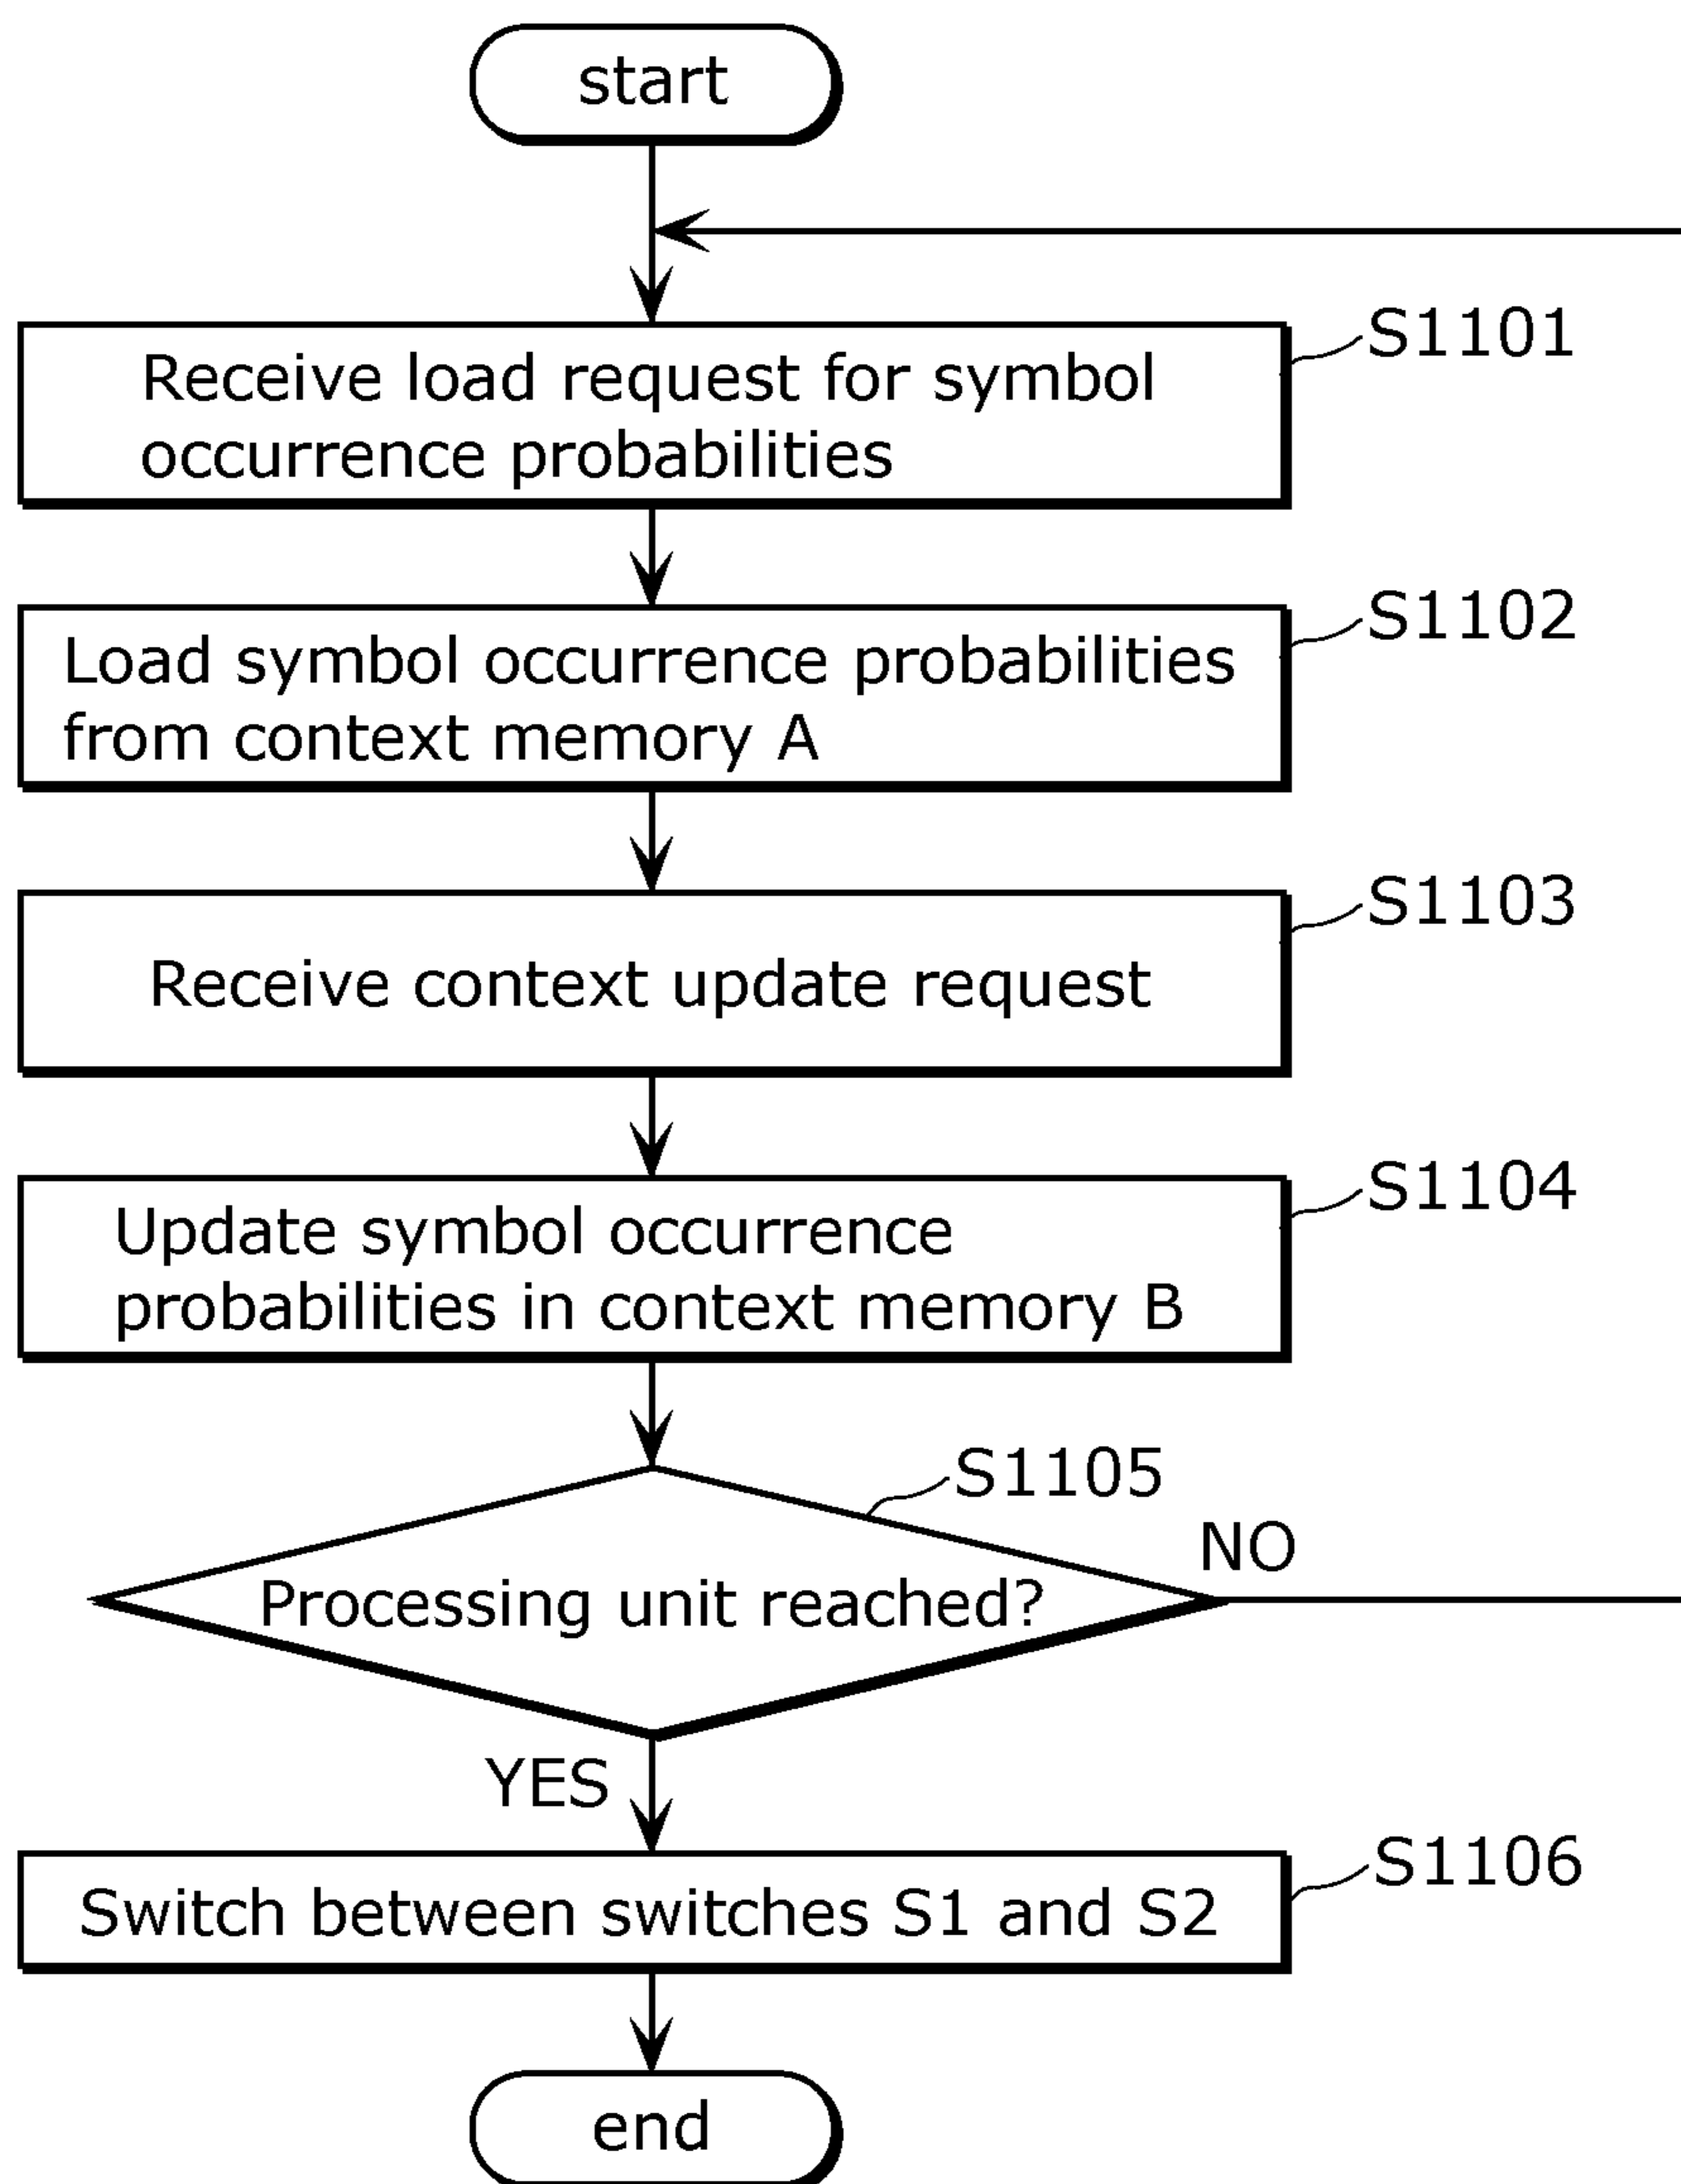 start
S1101
Receive load request for symbol
occurrence probabilities
S1102
Load symbol occurrence probabilities
from context memory A
S1103
Receive context update request
S1104
Update symbol occurrence
probabilities in context memory B
S1105
NO
Processing unit reached?
YES
S1106
Switch between switches S1 and S2
end